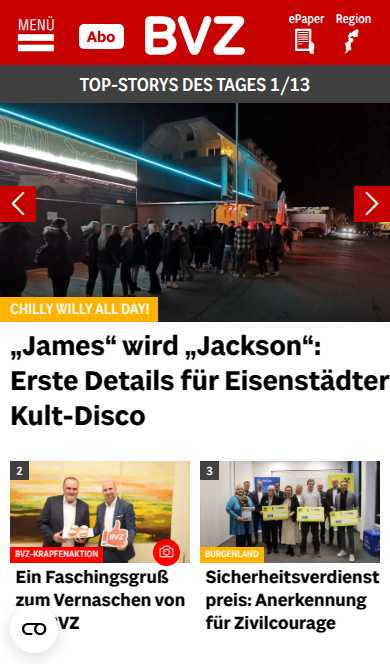 MENÜ
Abo
BVZ
ePaper
Region
TOP-STORYS DES TAGES 1/13
CHILLY WILLY ALL DAY!
„James“ wird „Jackson“:
Erste Details für Eisenstädter
Kult-Disco
2
BVZ
BVZ-KRAPFENAKTION
Ein Faschingsgruß
zum Vernaschen von
VZ
3
BURGENLAND
Sicherheitsverdienst
preis: Anerkennung
für Zivilcourage